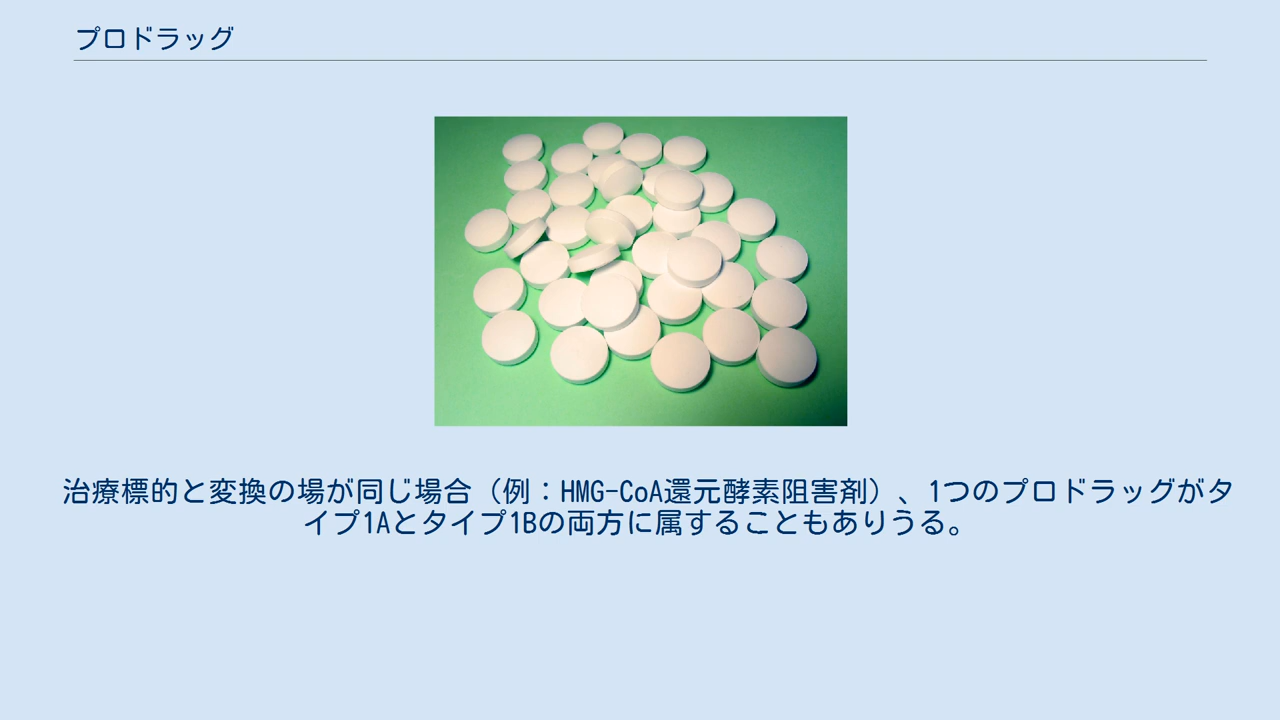 プロドラッグ
治療標的と変換の場が同じ場合（例：HMG-CoA還元酵素阻害剤）、1つのプロドラッグがタ
イプ1Aとタイプ1Bの両方に属することもありうる。